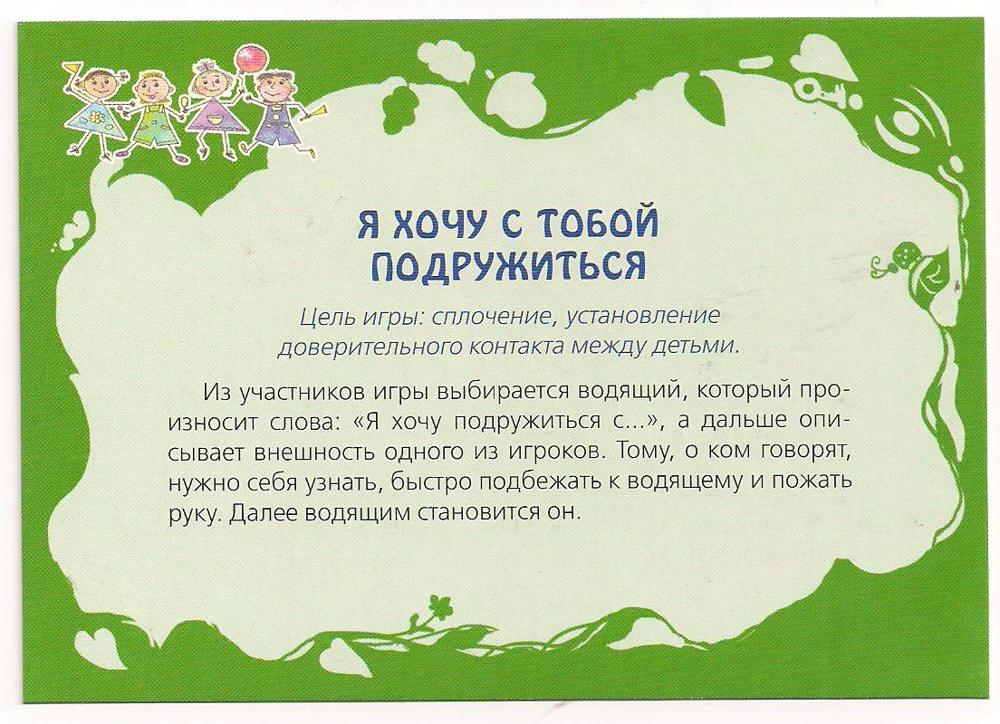 Я ХОЧУ С ТОБОЙ
ПОДРУЖИТЬСЯ
Цель игры: сплочение, установление
доверительного контакта между детьми.
Из участников игры выбирается водящий, который про-
износит слова: «Я хочу подружиться с...», а дальше опи-
сывает внешность одного из игроков. Тому, о ком говорят,
нужно себя узнать, быстро подбежать к водящему и пожать
руку. Далее водящим становится он.